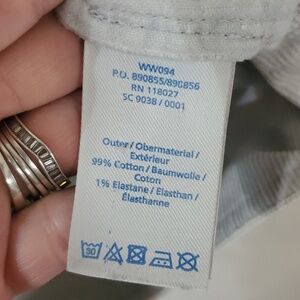 WW094
P.O. 890855/890856
RN 118027
SC 9038 / 0001
Outer / Obermaterial /
Extérieur
99% Cotton / Baumwolle /
Coton
1% Elastane / Elasthan /
Élasthanne
30